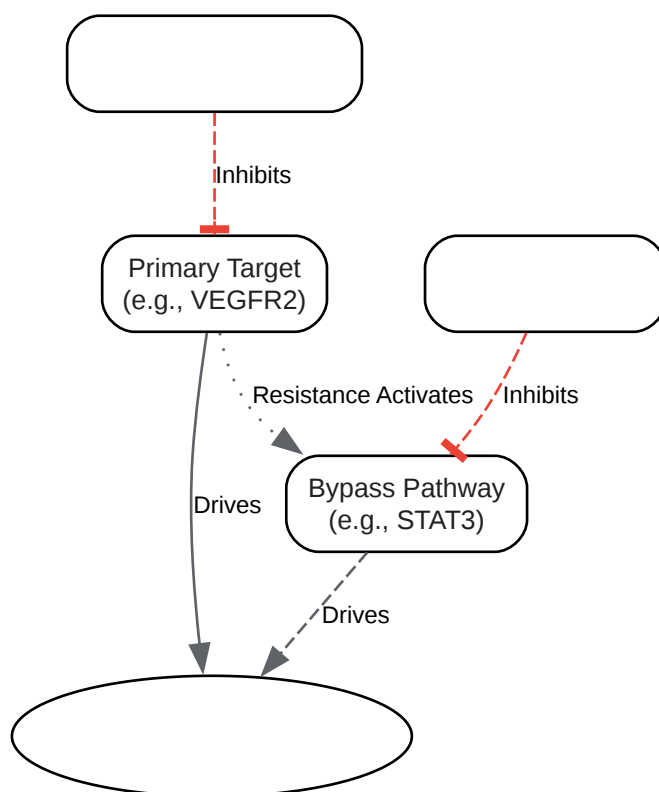 Inhibits
Primary Target
(e.g., VEGFR2)
Resistance Activates
Inhibits
Bypass Pathway
(e.g., STAT3)
Drives
Drives